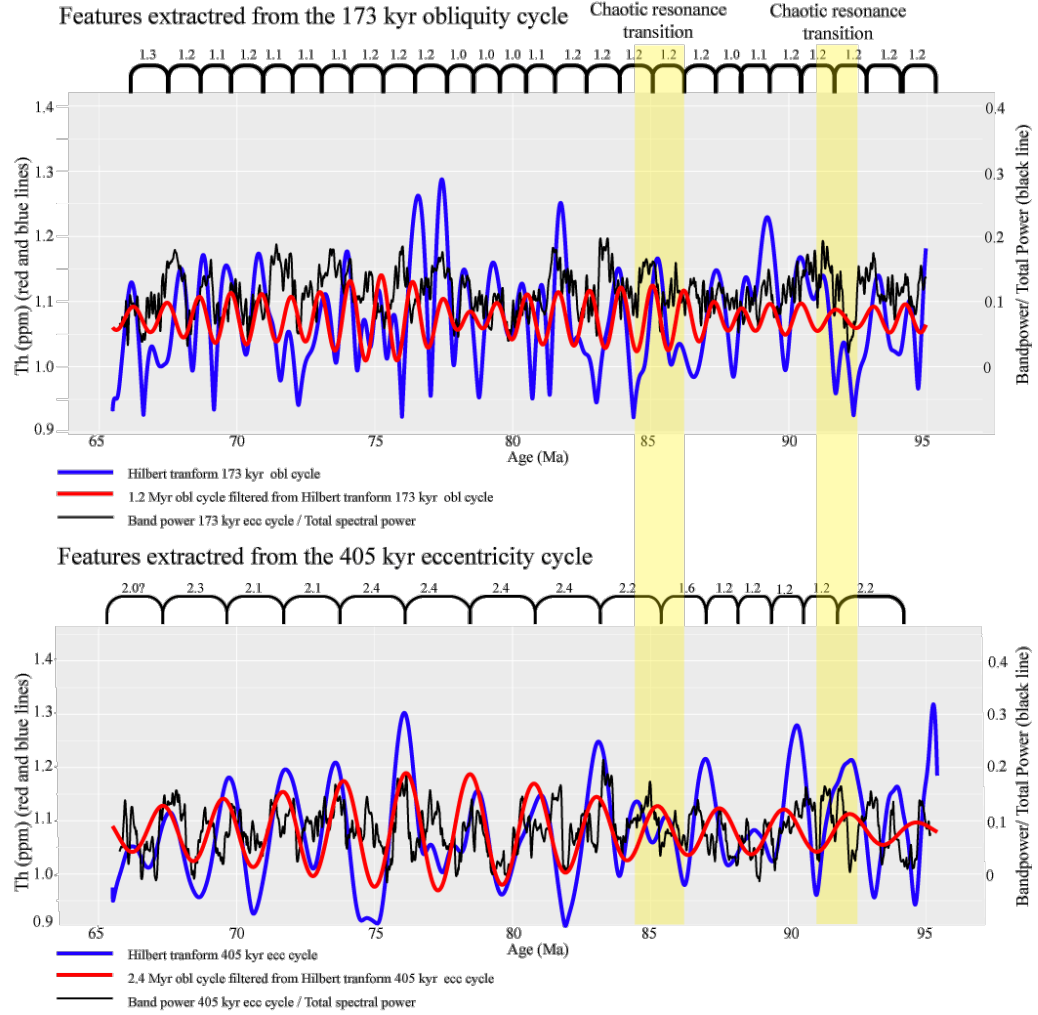 Features extractred from the 173 kyr obliquity cycle
Chaotic resonance
transition
Chaotic resonance
transition
1.3 1.2 1.1 1.2 1.1 1.1 1.1 1.2 1.2 1.2 1.2 1.0 1.0 1.0 1.1 1.2 1.2 1.2 1.2 1.2 1.0 1.1 1.2 1.2 1.2 1.2 1.2
1.4 0.4
1.3 0.3
1.2 0.2
1.1 0.1
1.0 0
0.9
Th (ppm) (red and blue lines)
Bandpower/ Total Power (black line)
65 70 75 80 85 90 95
Age (Ma)
Hilbert tranform 173 kyr obl cycle
1.2 Myr obl cycle filtered from Hilbert tranform 173 kyr obl cycle
Band power 173 kyr ecc cycle / Total spectral power
Features extractred from the 405 kyr eccentricity cycle
2.0? 2.3 2.1 2.1 2.4 2.4 2.4 2.4 2.2 1.6 1.2 1.2 1.2 1.2 2.2
1.4 0.4
1.3 0.3
1.2 0.2
1.1 0.1
1.0 0
0.9
Th (ppm) (red and blue lines)
Bandpower/ Total Power (black line)
65 70 75 80 85 90 95
Age (Ma)
Hilbert tranform 405 kyr ecc cycle
2.4 Myr obl cycle filtered from Hilbert tranform 405 kyr ecc cycle
Band power 405 kyr ecc cycle / Total spectral power